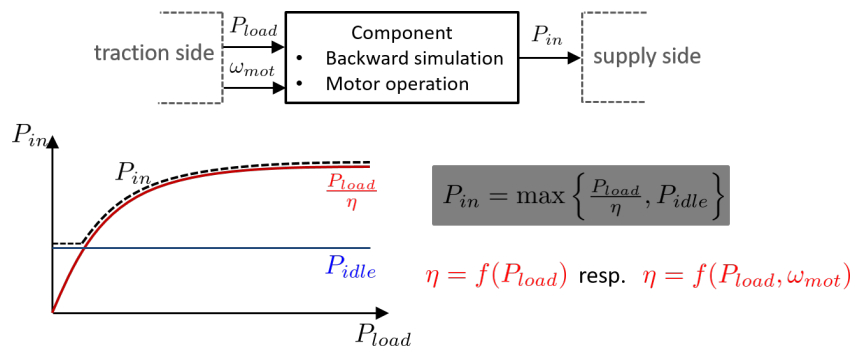 traction side
P_load
ω_mot
Component
• Backward simulation
• Motor operation
P_in
supply side
P_in
P_in
P_load/η
P_idle
P_load
P_in = max { P_load/η , P_idle }
η = f(P_load) resp. η = f(P_load, ω_mot)